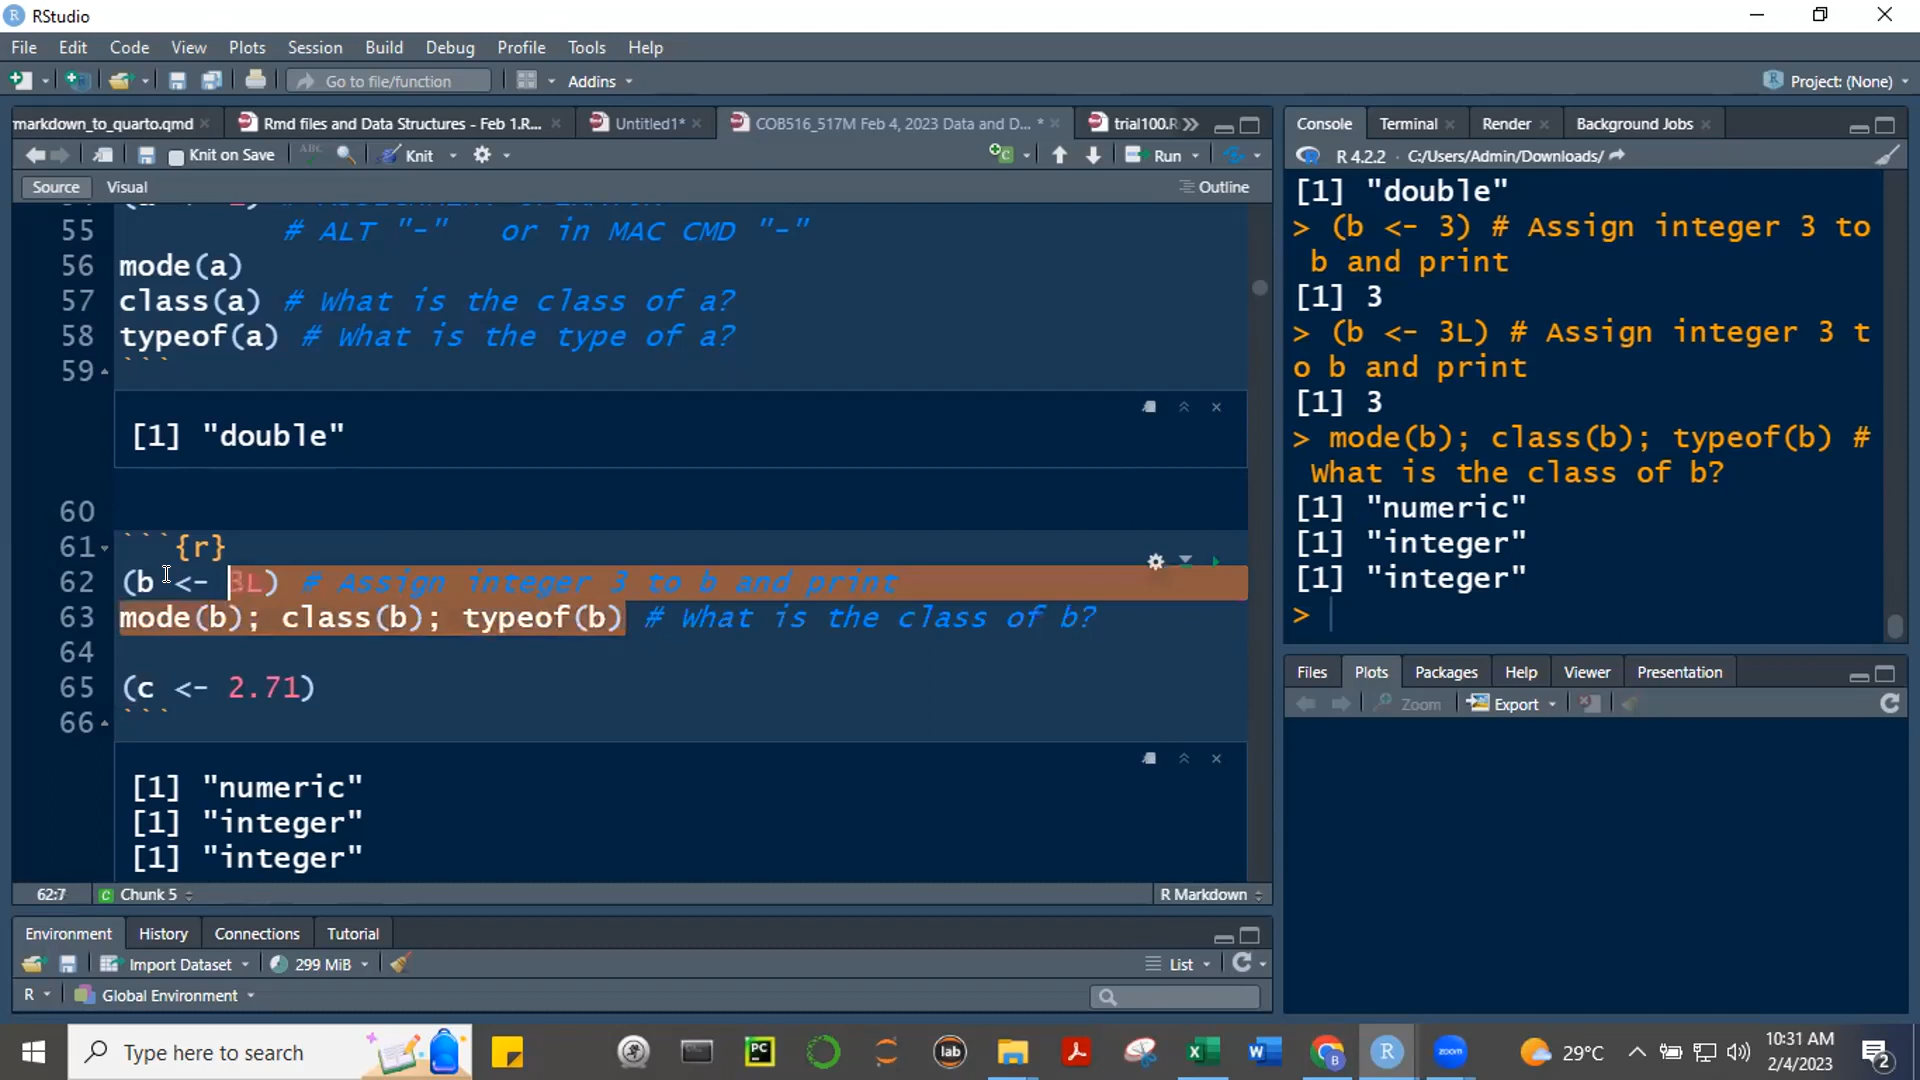 RStudio
File Edit Code View Plots Session Build Debug Profile Tools Help
Go to file/function Addins Project: (None)
markdown_to_quarto.qmd Rmd files and Data Structures - Feb 1.R... Untitled1* COB516_517M Feb 4, 2023 Data and D... * trial100.R
Knit on Save ABC Knit Run
Source Visual Outline
55 # ALT "-" or in MAC CMD "-"
56 mode(a)
57 class(a) # What is the class of a?
58 typeof(a) # What is the type of a?
59 ```
[1] "double"
60
61 ```{r}
62 (b <- 3L) # Assign integer 3 to b and print
63 mode(b); class(b); typeof(b) # What is the class of b?
64
65 (c <- 2.71)
66 ```
[1] "numeric"
[1] "integer"
[1] "integer"
62:7 C Chunk 5 R Markdown
Environment History Connections Tutorial
Import Dataset 299 MiB List
R Global Environment
Console Terminal Render Background Jobs
R 4.2.2 · C:/Users/Admin/Downloads/
[1] "double"
> (b <- 3) # Assign integer 3 to
b and print
[1] 3
> (b <- 3L) # Assign integer 3 t
o b and print
[1] 3
> mode(b); class(b); typeof(b) #
What is the class of b?
[1] "numeric"
[1] "integer"
[1] "integer"
>
Files Plots Packages Help Viewer Presentation
Zoom Export
Type here to search
PC
lab
X
W
B
R
zoom
29°C
10:31 AM
2/4/2023
2